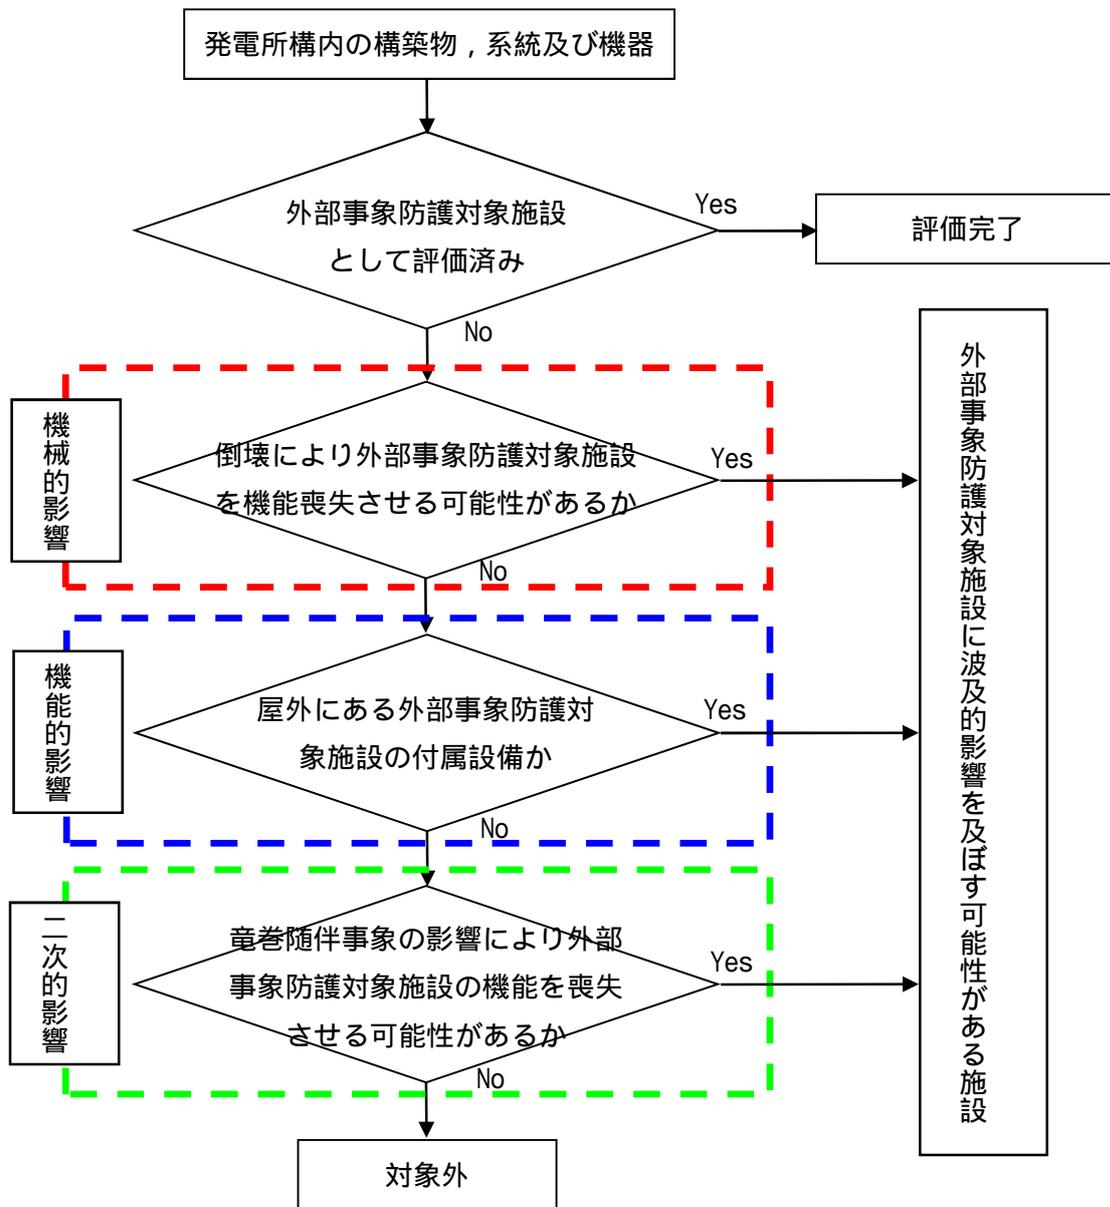 発電所構内の構築物，系統及び機器
外部事象防護対象施設
として評価済み
Yes
評価完了
No
機械的影響
倒壊により外部事象防護対象施設
を機能喪失させる可能性があるか
Yes
No
機能的影響
屋外にある外部事象防護対
象施設の付属設備か
Yes
No
二次的影響
竜巻随伴事象の影響により外部
事象防護対象施設の機能を喪失
させる可能性があるか
Yes
No
外部事象防護対象施設に波及的影響を及ぼす可能性がある施設
対象外